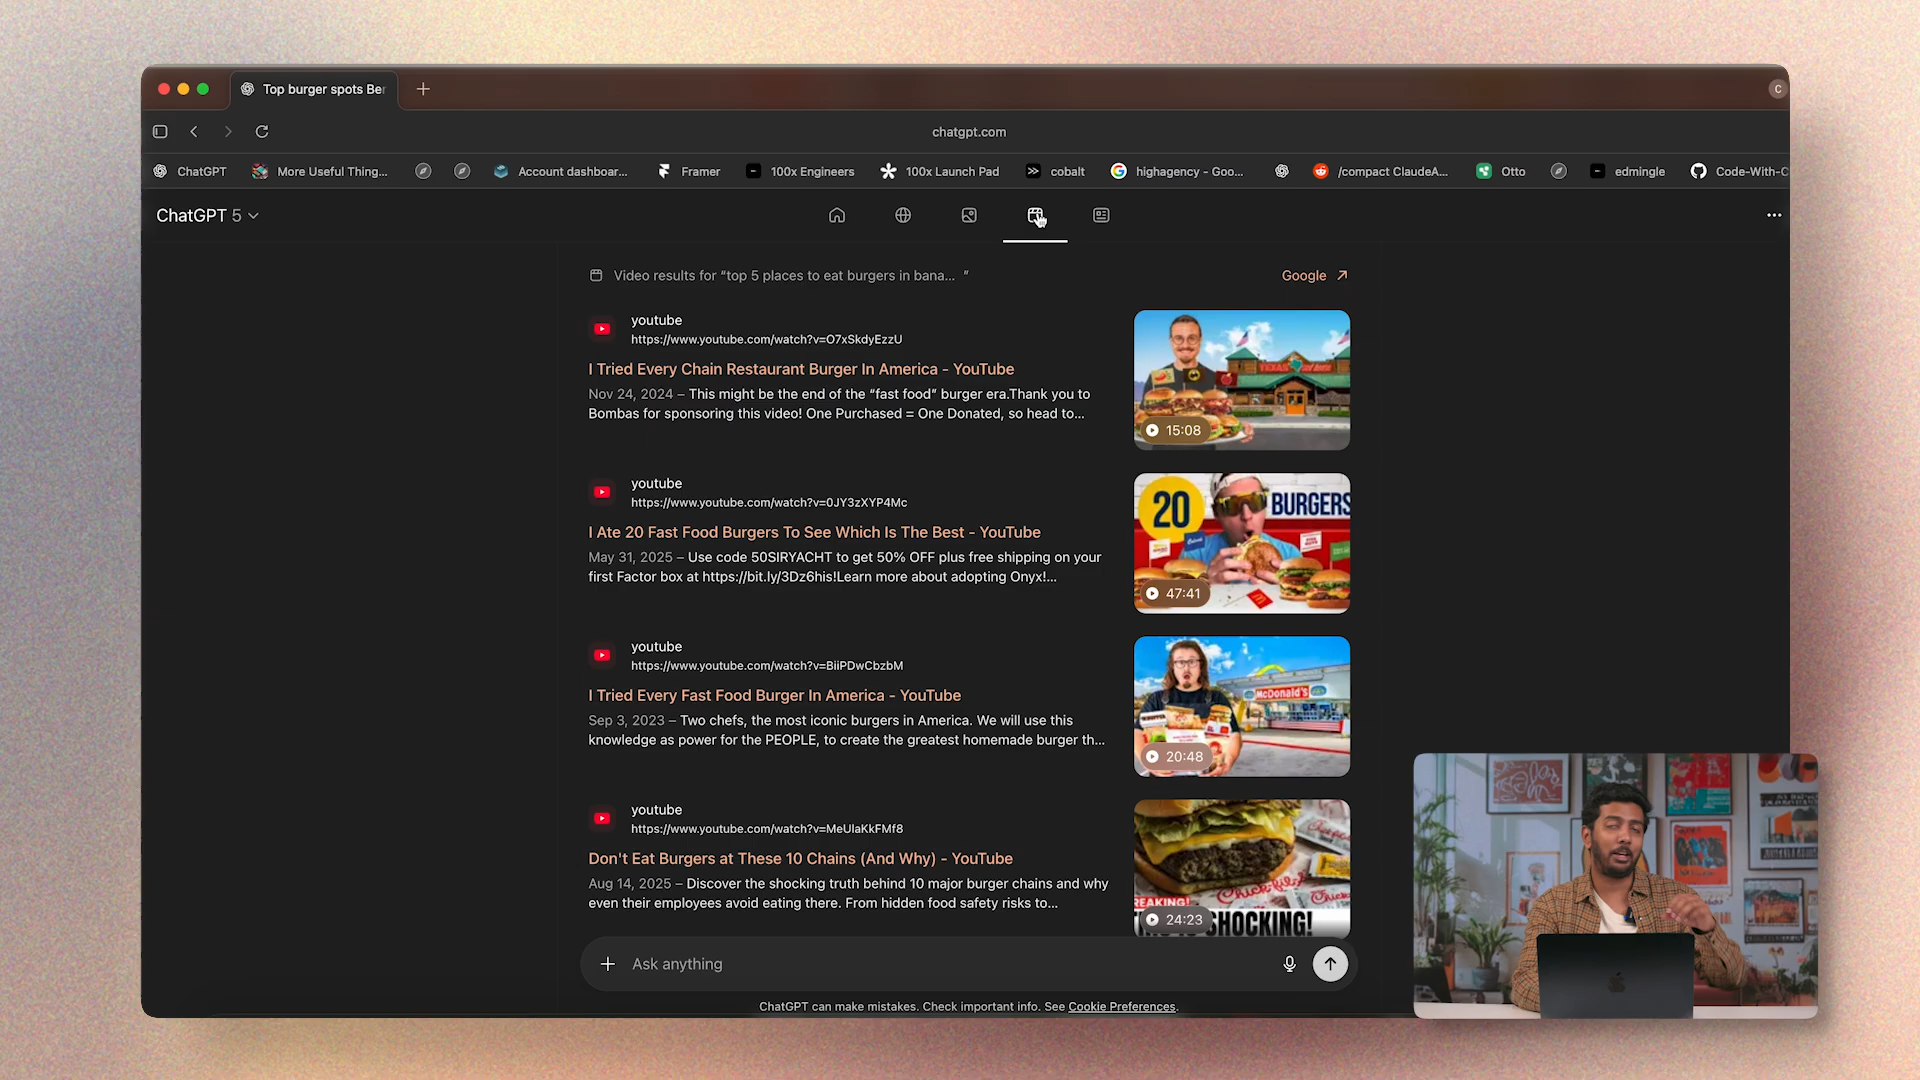 Top burger spots Ber
C
chatgpt.com
ChatGPT
More Useful Thing...
Account dashboar...
Framer
100x Engineers
100x Launch Pad
cobalt
highagency - Goo...
/compact ClaudeA...
Otto
edmingle
Code-With-C
ChatGPT 5
Video results for “top 5 places to eat burgers in bana... ”
Google
youtube
https://www.youtube.com/watch?v=O7xSkdyEzzU
I Tried Every Chain Restaurant Burger In America - YouTube
Nov 24, 2024 – This might be the end of the “fast food” burger era.Thank you to
Bombas for sponsoring this video! One Purchased = One Donated, so head to...
TEXAS
15:08
youtube
https://www.youtube.com/watch?v=0JY3zXYP4Mc
I Ate 20 Fast Food Burgers To See Which Is The Best - YouTube
May 31, 2025 – Use code 50SIRYACHT to get 50% OFF plus free shipping on your
first Factor box at https://bit.ly/3Dz6his!Learn more about adopting Onyx!...
20
BURGERS
47:41
youtube
https://www.youtube.com/watch?v=BiiPDwCbzbM
I Tried Every Fast Food Burger In America - YouTube
Sep 3, 2023 – Two chefs, the most iconic burgers in America. We will use this
knowledge as power for the PEOPLE, to create the greatest homemade burger th...
McDonald's
20:48
youtube
https://www.youtube.com/watch?v=MeUlaKkFMf8
Don't Eat Burgers at These 10 Chains (And Why) - YouTube
Aug 14, 2025 – Discover the shocking truth behind 10 major burger chains and why
even their employees avoid eating there. From hidden food safety risks to...
Chick-fil
REAKING!
SHOCKING!
24:23
Ask anything
ChatGPT can make mistakes. Check important info. See Cookie Preferences.